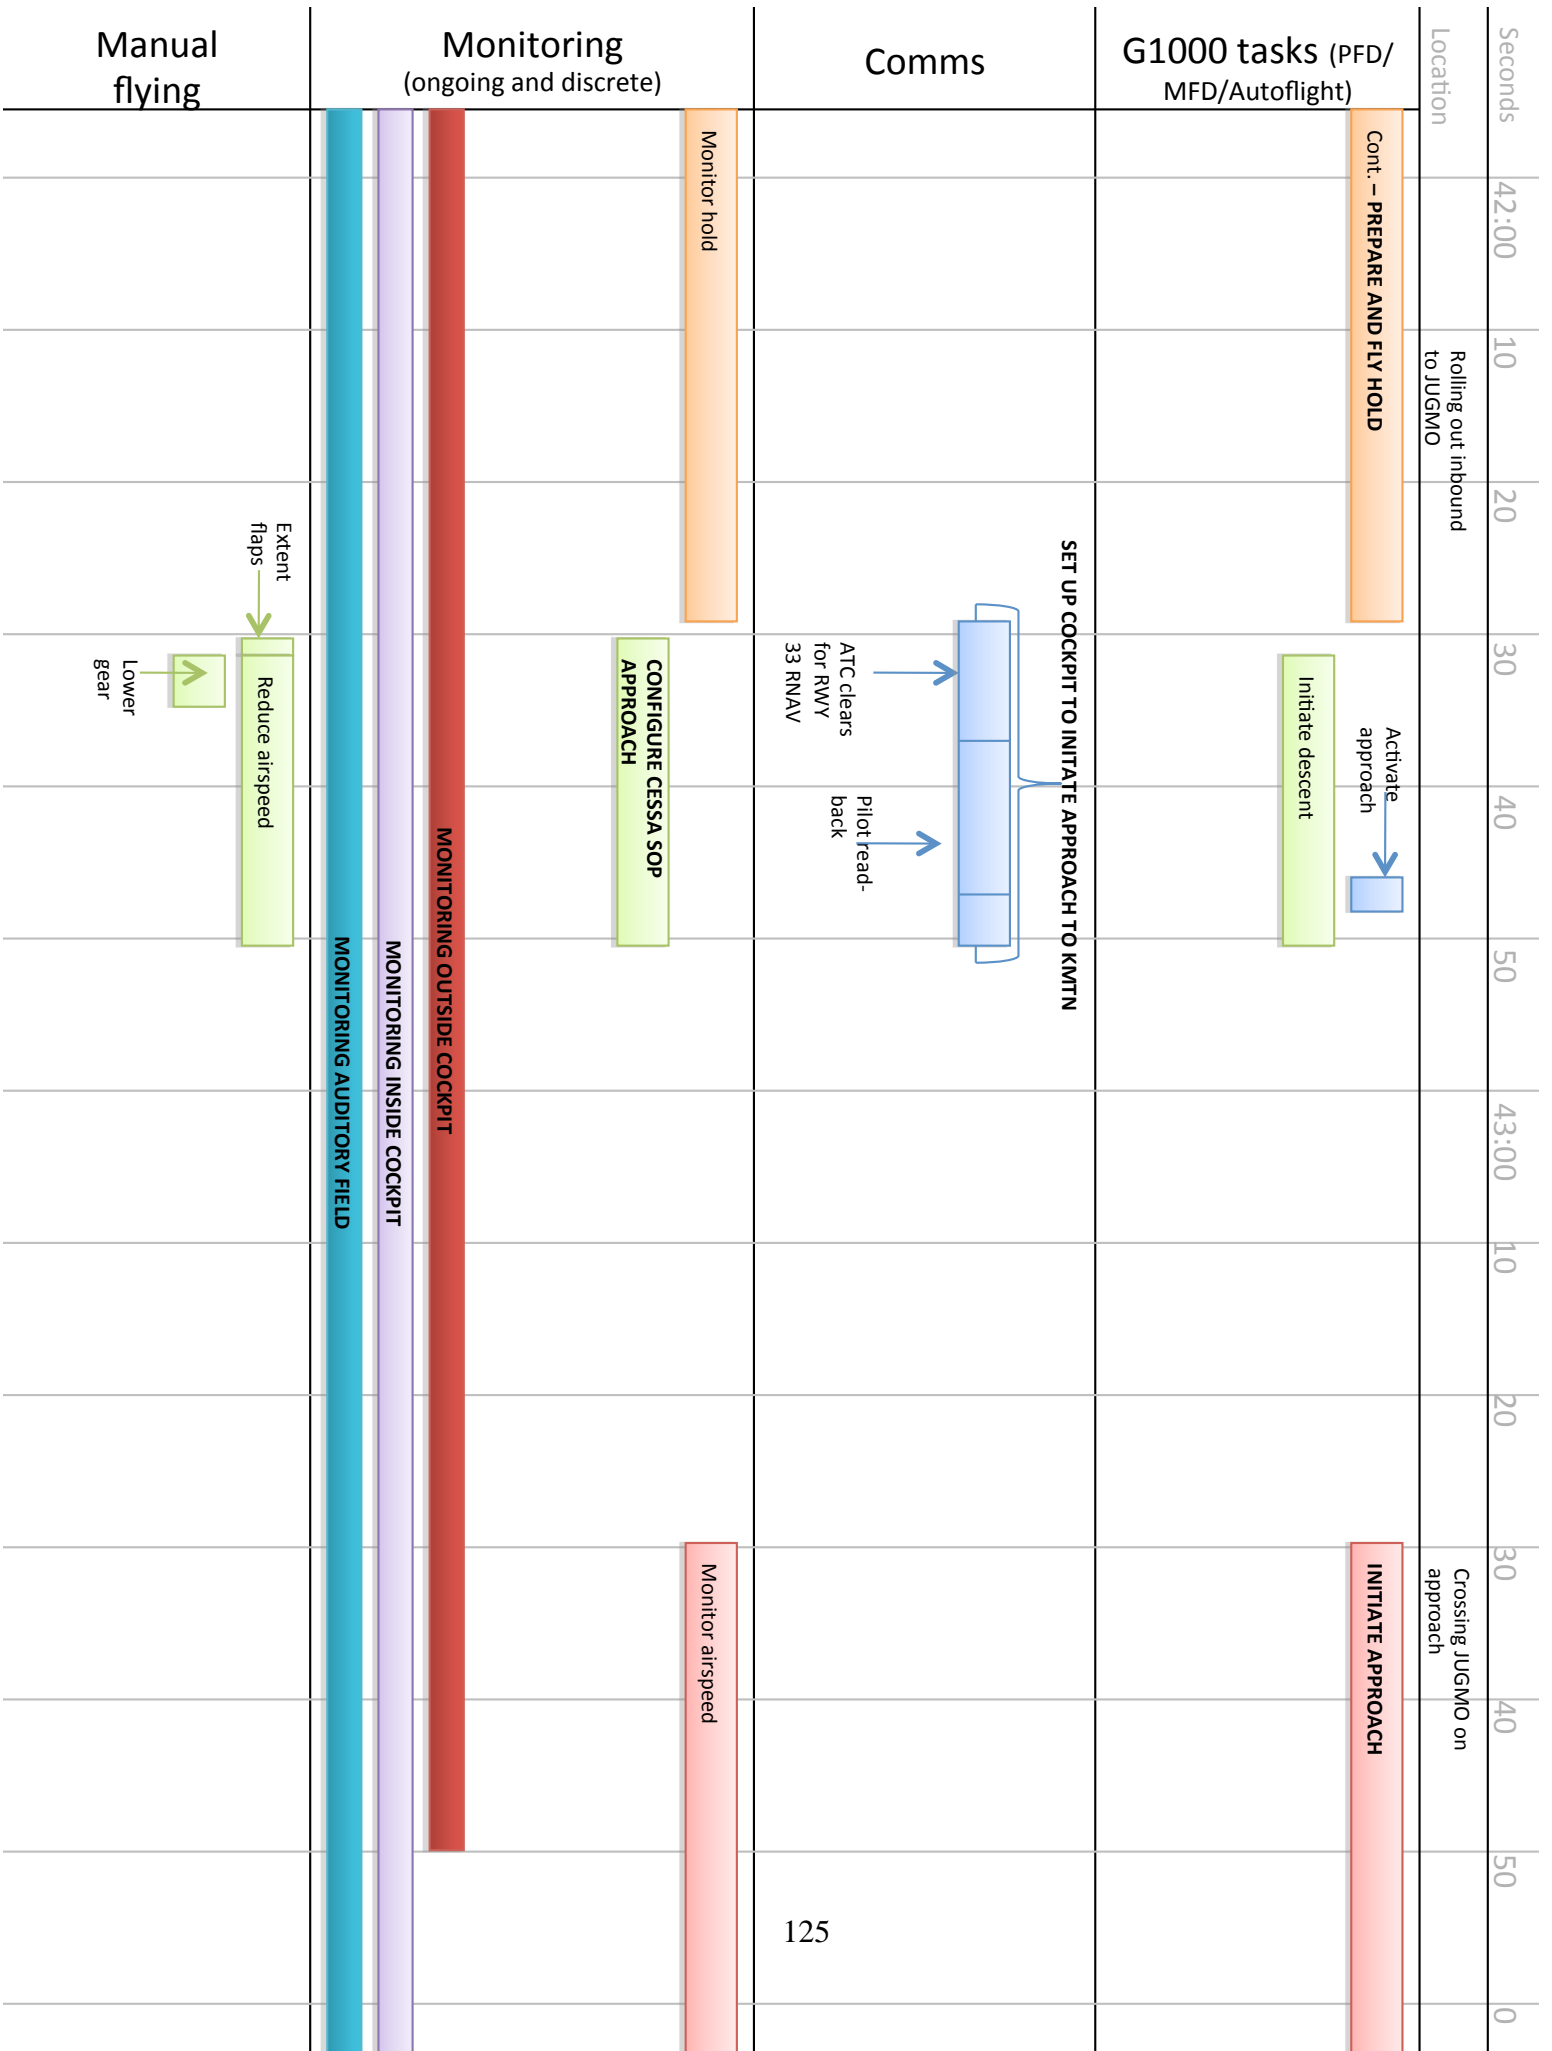 Manual
flying
Monitoring
(ongoing and discrete)
Comms
G1000 tasks (PFD/
MFD/Autoflight)
Location
Seconds
42:00
10
20
30
40
50
43:00
10
20
30
40
50
0
Rolling out inbound
to JUGMO
Crossing JUGMO on
approach
Cont. – PREPARE AND FLY HOLD
Activate
approach
Initiate descent
INITIATE APPROACH
SET UP COCKPIT TO INITATE APPROACH TO KMTN
ATC clears
for RWY
33 RNAV
Pilot read-
back
Monitor hold
CONFIGURE CESSA SOP
APPROACH
Monitor airspeed
MONITORING OUTSIDE COCKPIT
MONITORING INSIDE COCKPIT
MONITORING AUDITORY FIELD
Extent
flaps
Reduce airspeed
Lower
gear
125